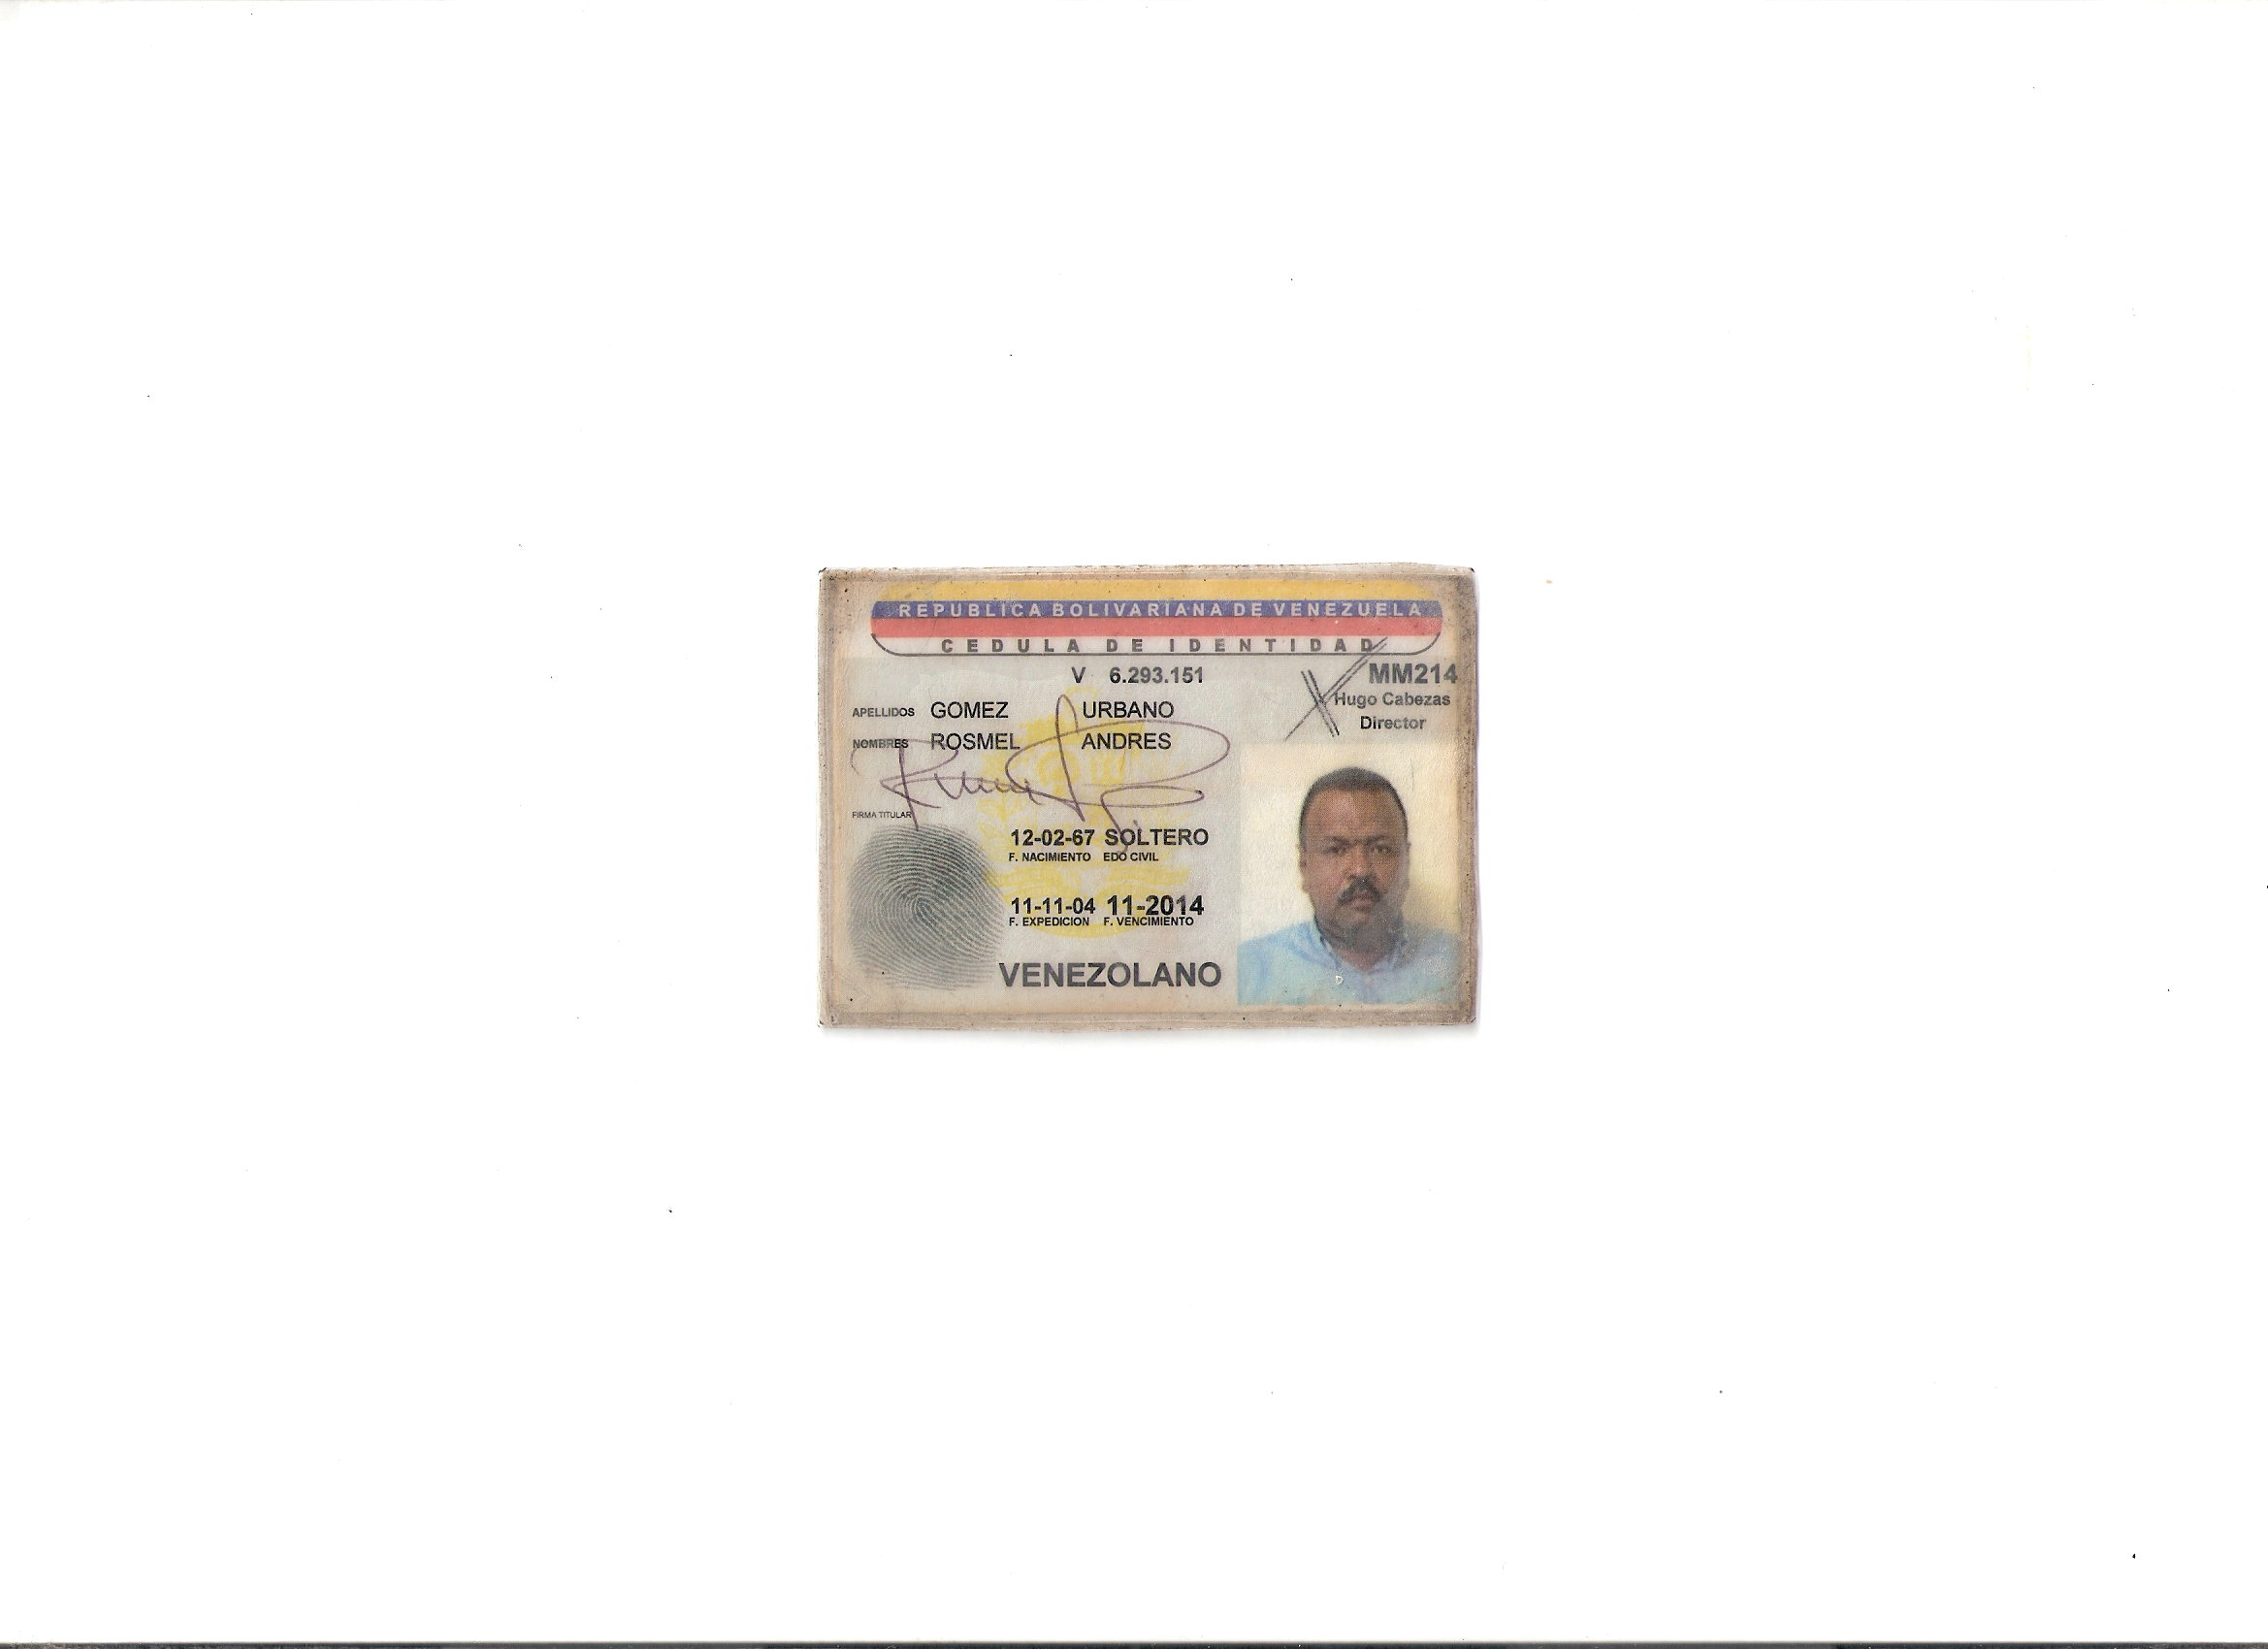 REPUBLICA BOLIVARIANA DE VENEZUELA
CEDULA DE IDENTIDAD
V 6.293.151
MM214
Hugo Cabezas
Director
APELLIDOS GOMEZ URBANO
NOMBRES ROSMEL ANDRES
FIRMA TITULAR
12-02-67 SOLTERO
F. NACIMIENTO EDO CIVIL
11-11-04 11-2014
F. EXPEDICION F. VENCIMIENTO
VENEZOLANO